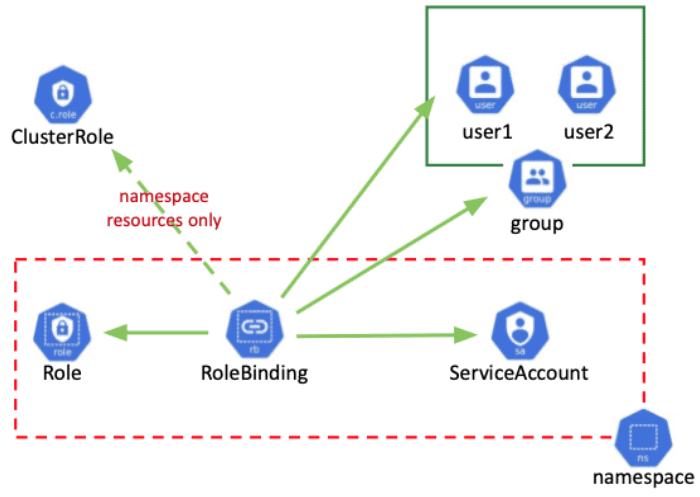 user
user
user1
user2
c.role
ClusterRole
namespace
resources only
group
group
role
Role
rb
RoleBinding
sa
ServiceAccount
ns
namespace